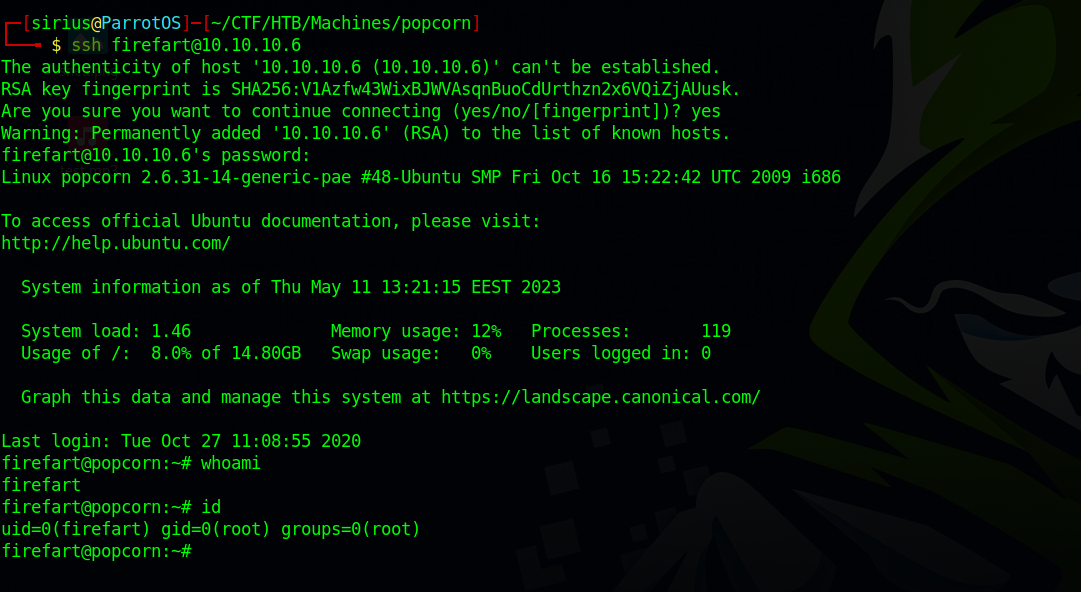 ┌─[sirius@ParrotOS]─[~/CTF/HTB/Machines/popcorn]
└──╼ $ ssh firefart@10.10.10.6
The authenticity of host '10.10.10.6 (10.10.10.6)' can't be established.
RSA key fingerprint is SHA256:V1Azfw43WixBJWVAsqnBuoCdUrthzn2x6VQiZjAUusk.
Are you sure you want to continue connecting (yes/no/[fingerprint])? yes
Warning: Permanently added '10.10.10.6' (RSA) to the list of known hosts.
firefart@10.10.10.6's password:
Linux popcorn 2.6.31-14-generic-pae #48-Ubuntu SMP Fri Oct 16 15:22:42 UTC 2009 i686
To access official Ubuntu documentation, please visit:
http://help.ubuntu.com/
System information as of Thu May 11 13:21:15 EEST 2023
System load: 1.46 Memory usage: 12% Processes: 119
Usage of /: 8.0% of 14.80GB Swap usage: 0% Users logged in: 0
Graph this data and manage this system at https://landscape.canonical.com/
Last login: Tue Oct 27 11:08:55 2020
firefart@popcorn:~# whoami
firefart
firefart@popcorn:~# id
uid=0(firefart) gid=0(root) groups=0(root)
firefart@popcorn:~#